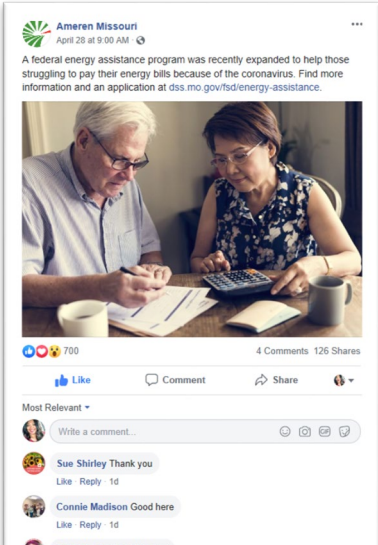 Ameren Missouri
April 28 at 9:00 AM ·
A federal energy assistance program was recently expanded to help those
struggling to pay their energy bills because of the coronavirus. Find more
information and an application at dss.mo.gov/fsd/energy-assistance.
700 4 Comments 126 Shares
Like Comment Share
Most Relevant
Write a comment...
GIF
Sue Shirley Thank you
Like · Reply · 1d
Connie Madison Good here
Like · Reply · 1d